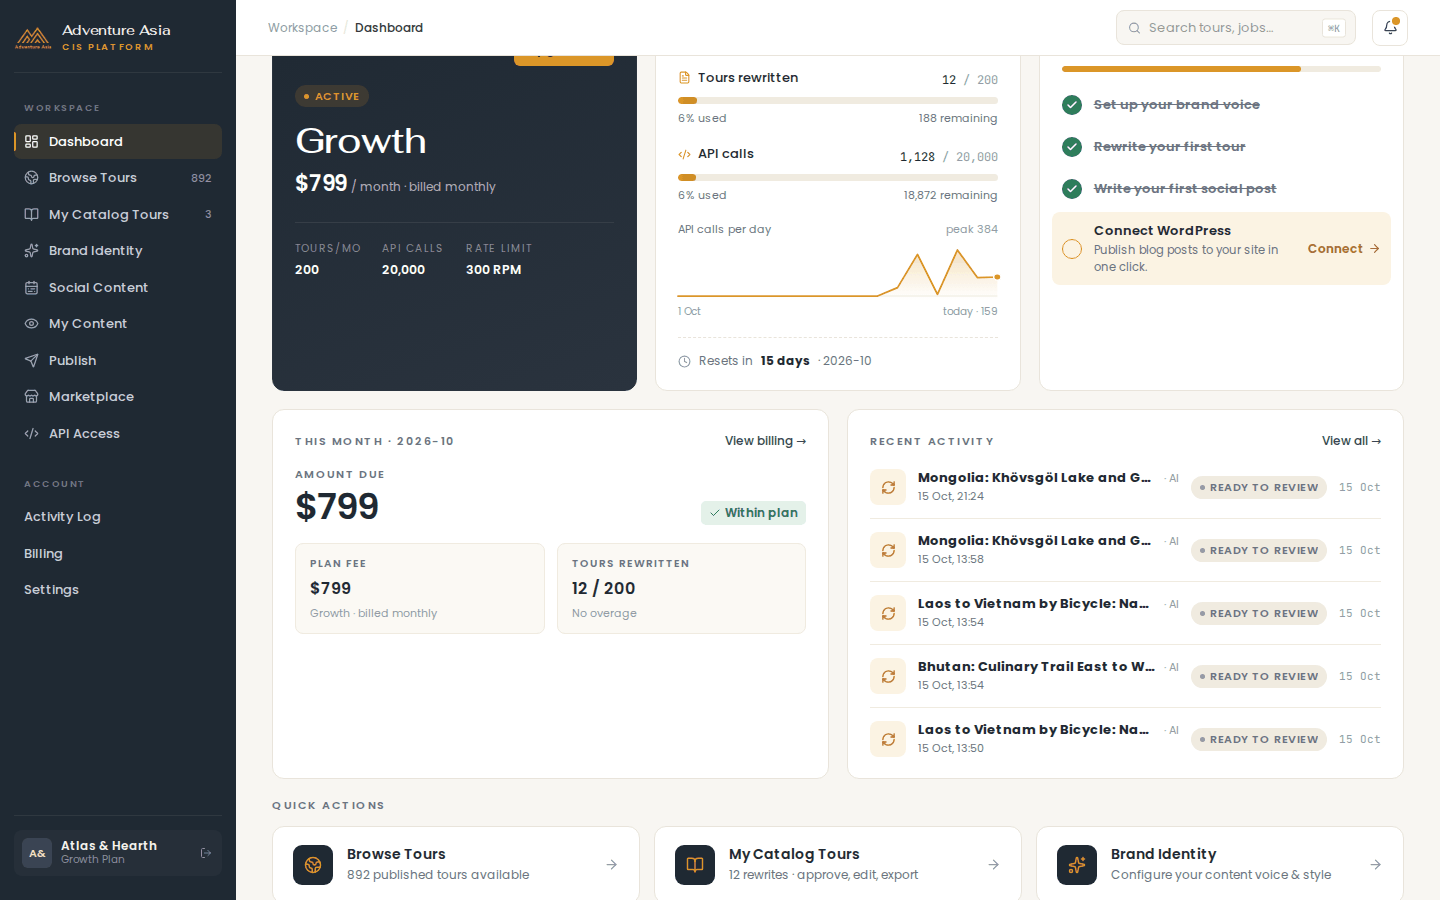 Adventure Asia
CIS PLATFORM
Adventure Asia
WORKSPACE
Dashboard
Browse Tours 892
My Catalog Tours 3
Brand Identity
Social Content
My Content
Publish
Marketplace
API Access
ACCOUNT
Activity Log
Billing
Settings
A&
Atlas & Hearth
Growth Plan
Workspace / Dashboard
Search tours, jobs... ⌘K
ACTIVE
Growth
$799 / month · billed monthly
TOURS/MO API CALLS RATE LIMIT
200 20,000 300 RPM
Tours rewritten 12 / 200
6% used 188 remaining
API calls 1,128 / 20,000
6% used 18,872 remaining
API calls per day peak 384
1 Oct today · 159
Resets in 15 days · 2026-10
Set up your brand voice
Rewrite your first tour
Write your first social post
Connect WordPress
Publish blog posts to your site in
one click.
Connect →
THIS MONTH · 2026-10 View billing →
AMOUNT DUE
$799
Within plan
PLAN FEE
$799
Growth · billed monthly
TOURS REWRITTEN
12 / 200
No overage
RECENT ACTIVITY View all →
Mongolia: Khövsgöl Lake and G... · AI READY TO REVIEW 15 Oct
15 Oct, 21:24
Mongolia: Khövsgöl Lake and G... · AI READY TO REVIEW 15 Oct
15 Oct, 13:58
Laos to Vietnam by Bicycle: Na... · AI READY TO REVIEW 15 Oct
15 Oct, 13:54
Bhutan: Culinary Trail East to W... · AI READY TO REVIEW 15 Oct
15 Oct, 13:54
Laos to Vietnam by Bicycle: Na... · AI READY TO REVIEW 15 Oct
15 Oct, 13:50
QUICK ACTIONS
Browse Tours
892 published tours available
My Catalog Tours
12 rewrites · approve, edit, export
Brand Identity
Configure your content voice & style